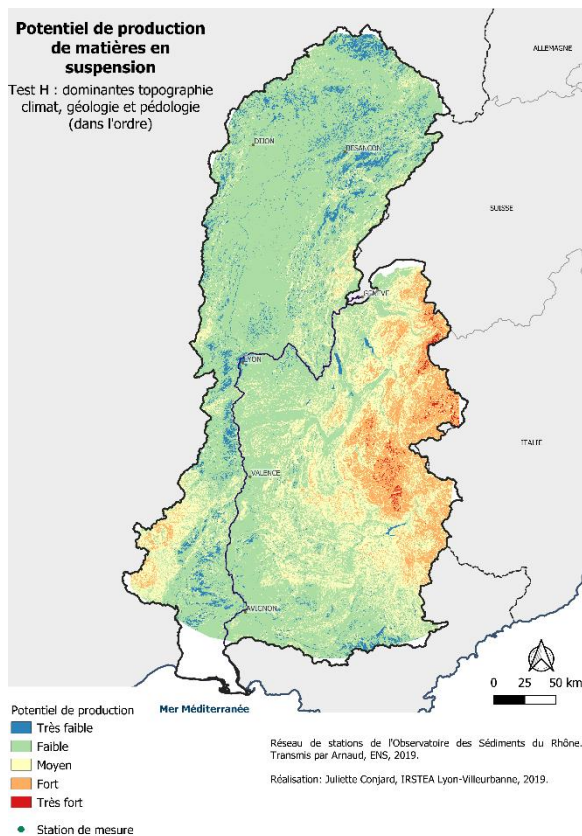 Potentiel de production
de matières en
suspension
Test H : dominantes topographie
climat, géologie et pédologie
(dans l'ordre)
ALLEMAGNE
DIJON
BESANCON
SUISSE
GENEVE
LYON
ITALIE
VALENCE
AVIGNON
0 25 50 km
Mer Méditerranée
Potentiel de production
Très faible
Faible
Moyen
Fort
Très fort
Station de mesure
Réseau de stations de l'Observatoire des Sédiments du Rhône.
Transmis par Arnaud, ENS, 2019.
Réalisation: Juliette Conjard, IRSTEA Lyon-Villeurbanne, 2019.